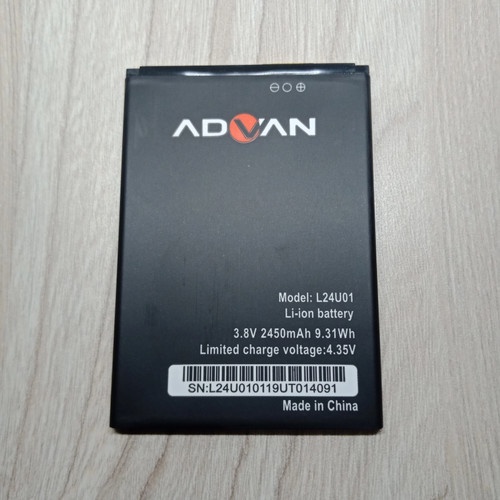 ⊖○⊕
ADVAN
Model: L24U01
Li-ion battery
3.8V 2450mAh 9.31Wh
Limited charge voltage:4.35V
SN:L24U010119UT014091
Made in China